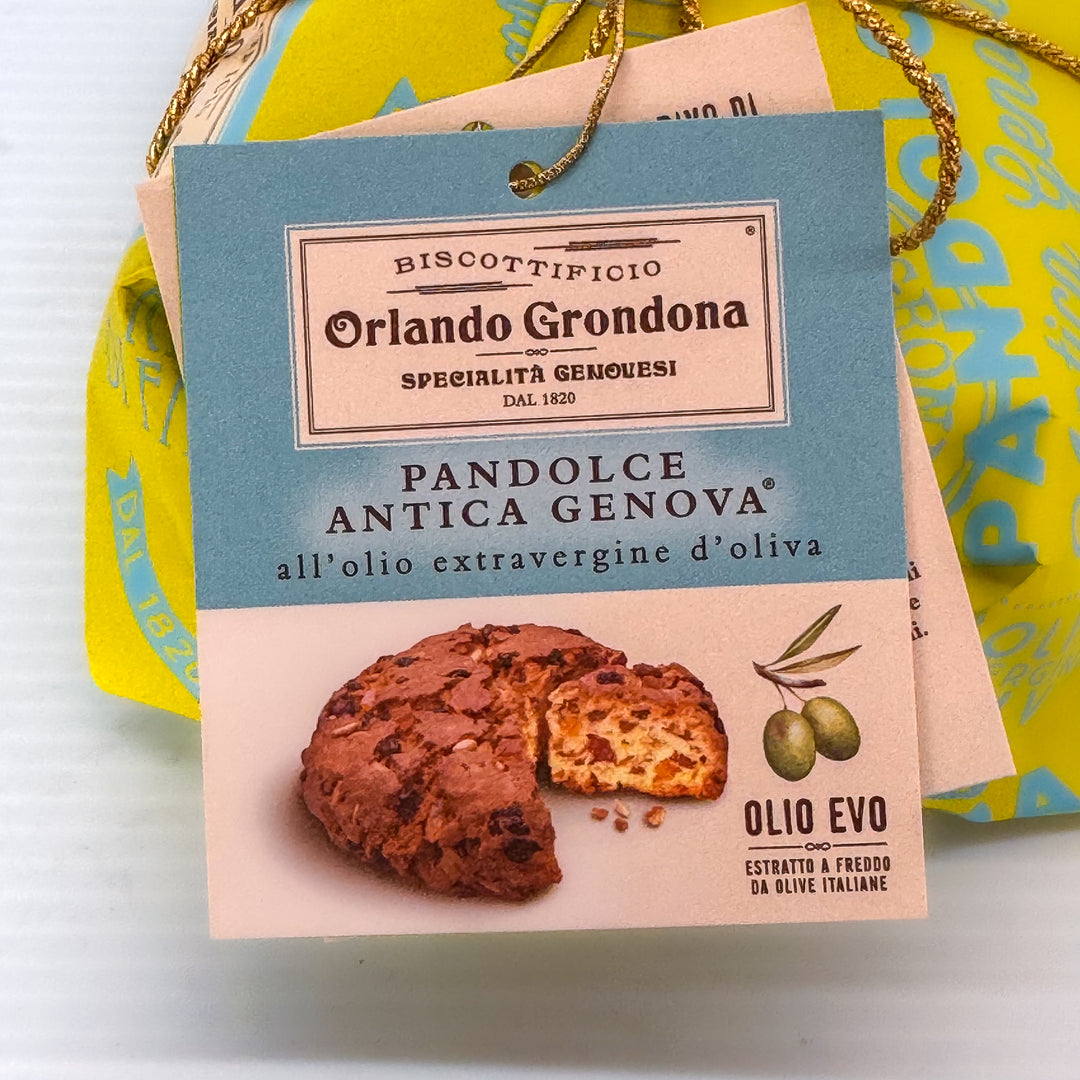 BISCOTTIFICIO
®
Orlando Grondona
SPECIALITÀ GENOVESI
DAL 1820
PANDOLCE
ANTICA GENOVA®
all'olio extravergine d'oliva
OLIO EVO
ESTRATTO A FREDDO
DA OLIVE ITALIANE
DAL 1820
PANDOL